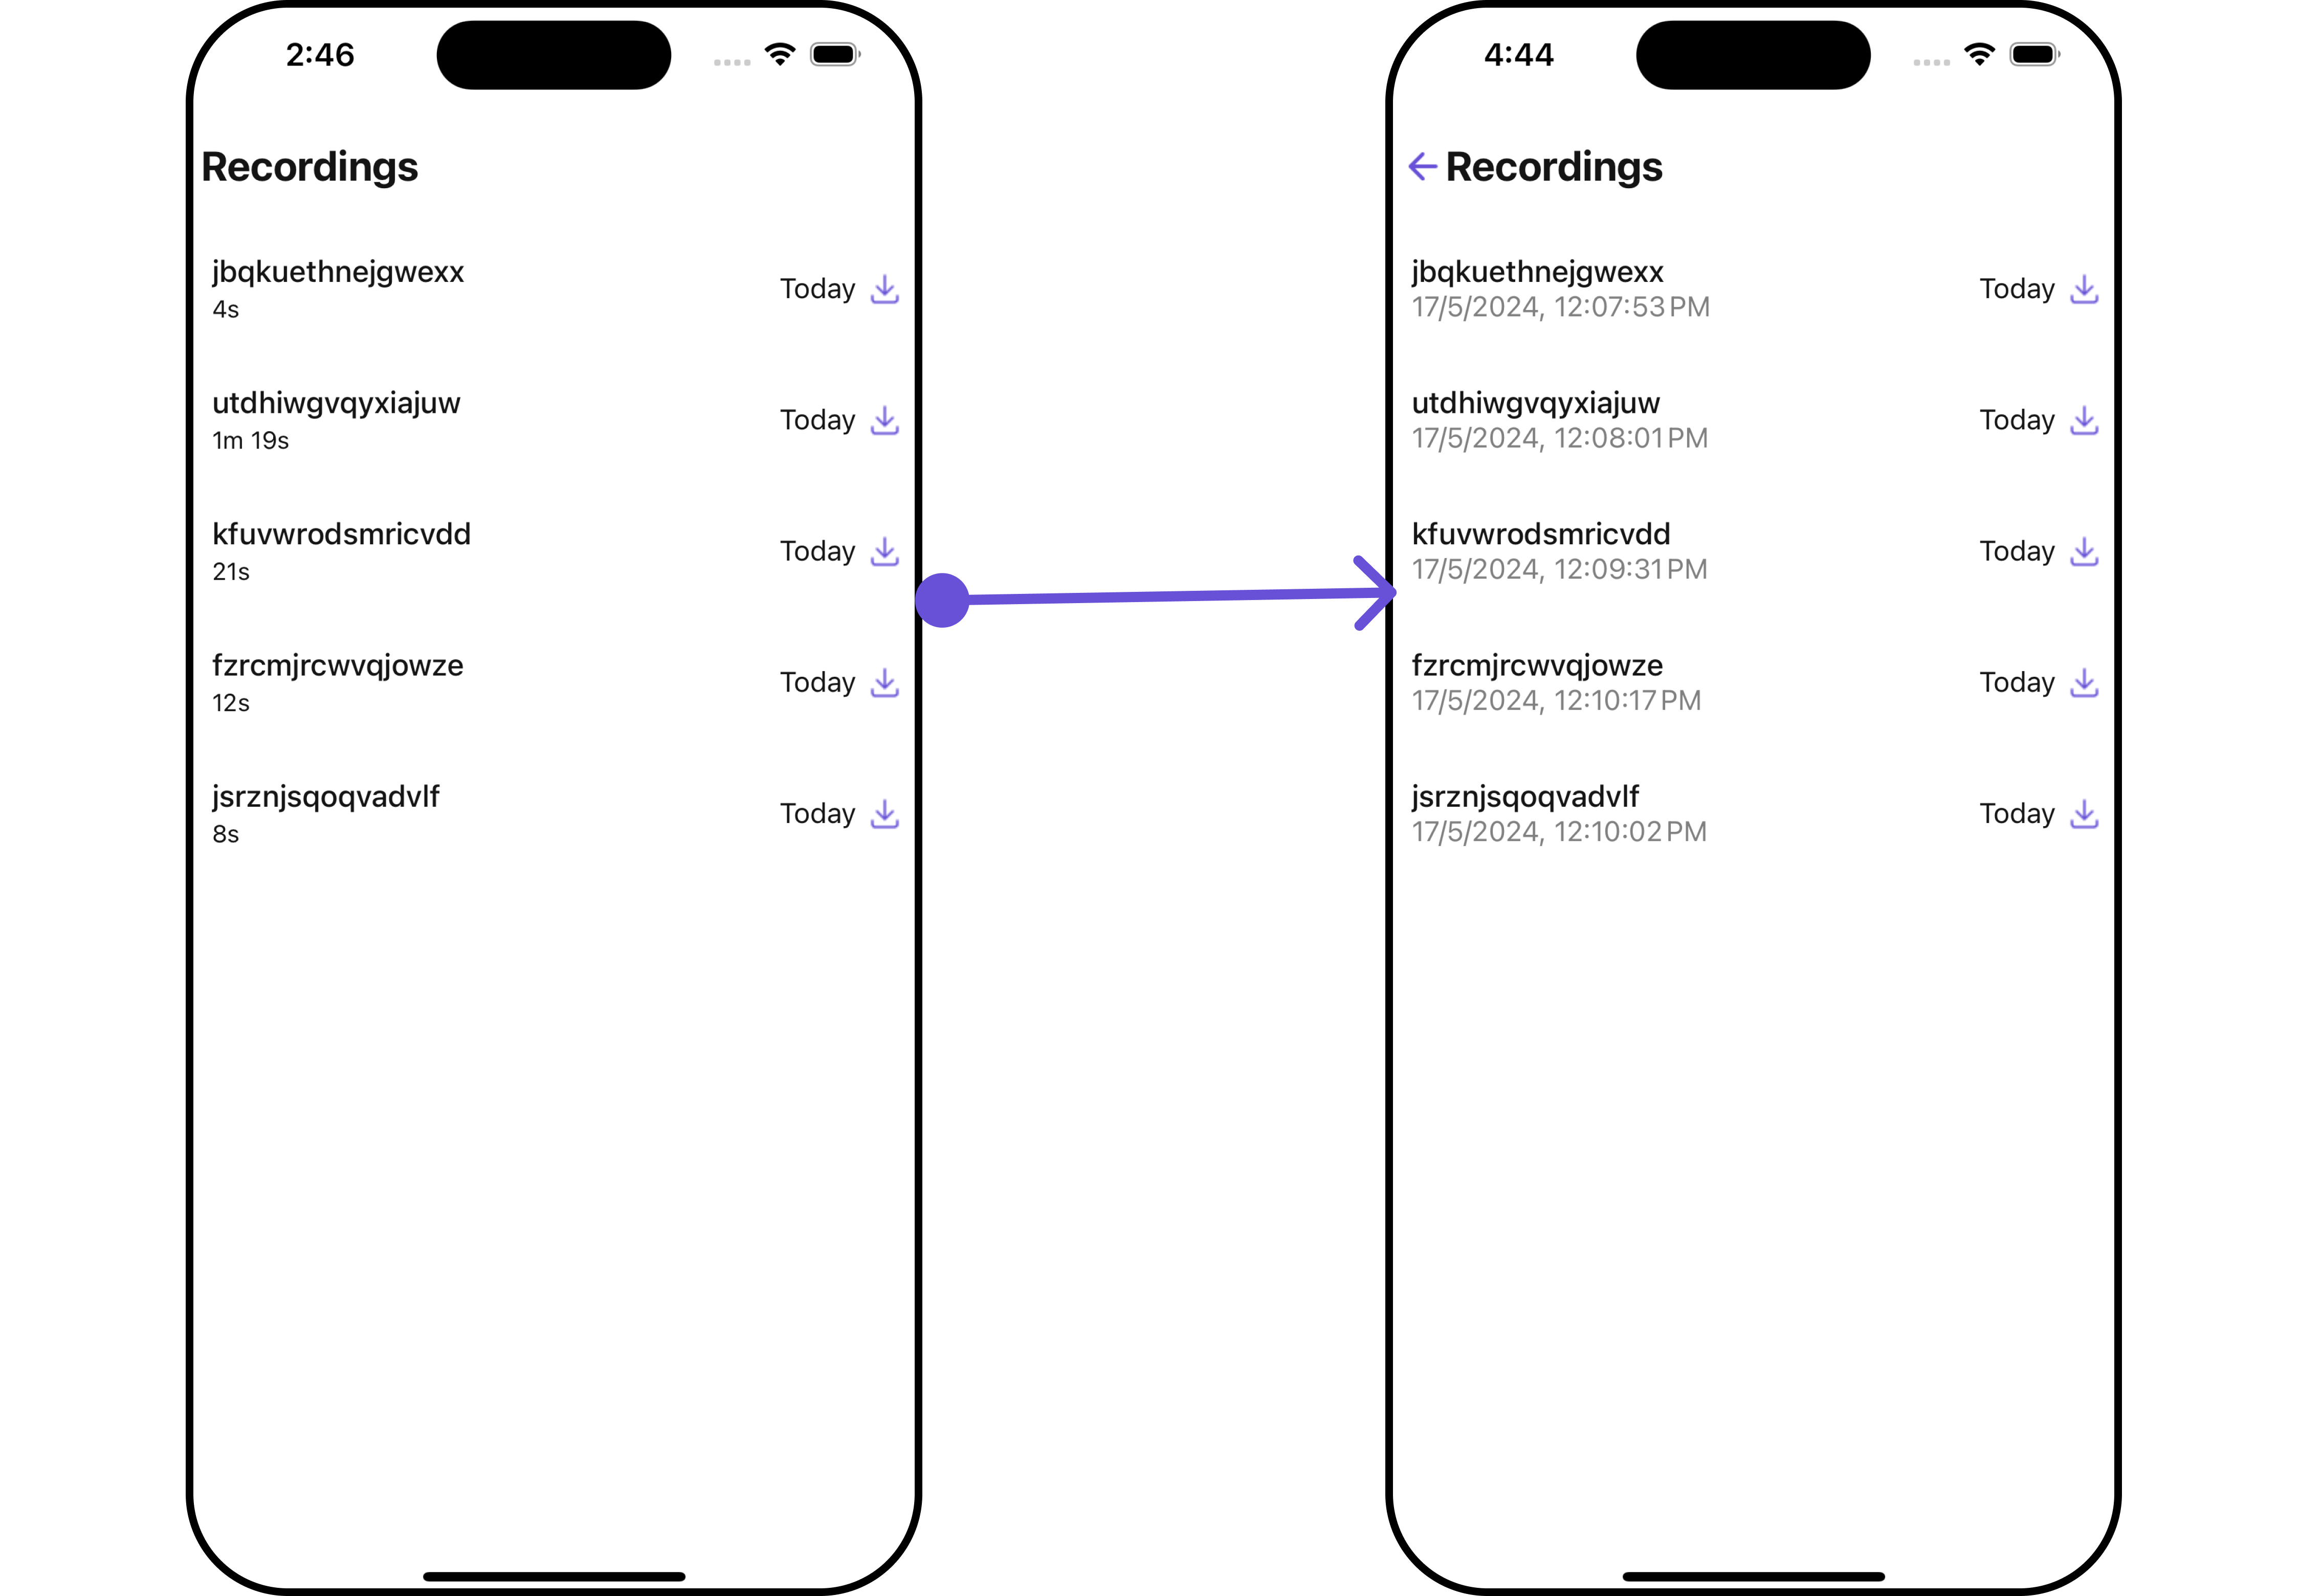 2:46
Recordings
jbqkuethnejgwexx
4s
Today
utdhiwgvqyxiajuw
1m 19s
Today
kfuvwrodsmricvdd
21s
Today
fzrcmjrcwvqjowze
12s
Today
jsrznjsqoqvadvlf
8s
Today
4:44
Recordings
jbqkuethnejgwexx
17/5/2024, 12:07:53 PM
Today
utdhiwgvqyxiajuw
17/5/2024, 12:08:01 PM
Today
kfuvwrodsmricvdd
17/5/2024, 12:09:31 PM
Today
fzrcmjrcwvqjowze
17/5/2024, 12:10:17 PM
Today
jsrznjsqoqvadvlf
17/5/2024, 12:10:02 PM
Today